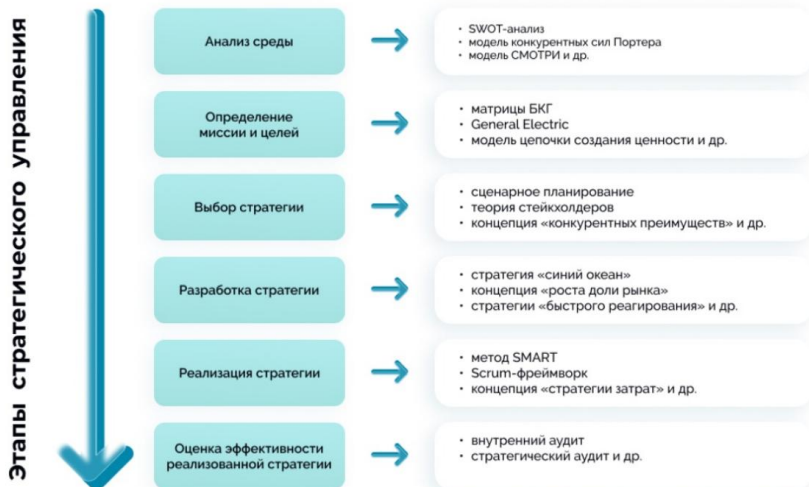 Этапы стратегического управления
Анализ среды
• SWOT-анализ
• модель конкурентных сил Портера
• модель СМОТРИ и др.
Определение
миссии и целей
• матрицы БКГ
• General Electric
• модель цепочки создания ценности и др.
Выбор стратегии
• сценарное планирование
• теория стейкхолдеров
• концепция «конкурентных преимуществ» и др.
Разработка стратегии
• стратегия «синий океан»
• концепция «роста доли рынка»
• стратегии «быстрого реагирования» и др.
Реализация стратегии
• метод SMART
• Scrum-фреймворк
• концепция «стратегии затрат» и др.
Оценка эффективности
реализованной стратегии
• внутренний аудит
• стратегический аудит и др.